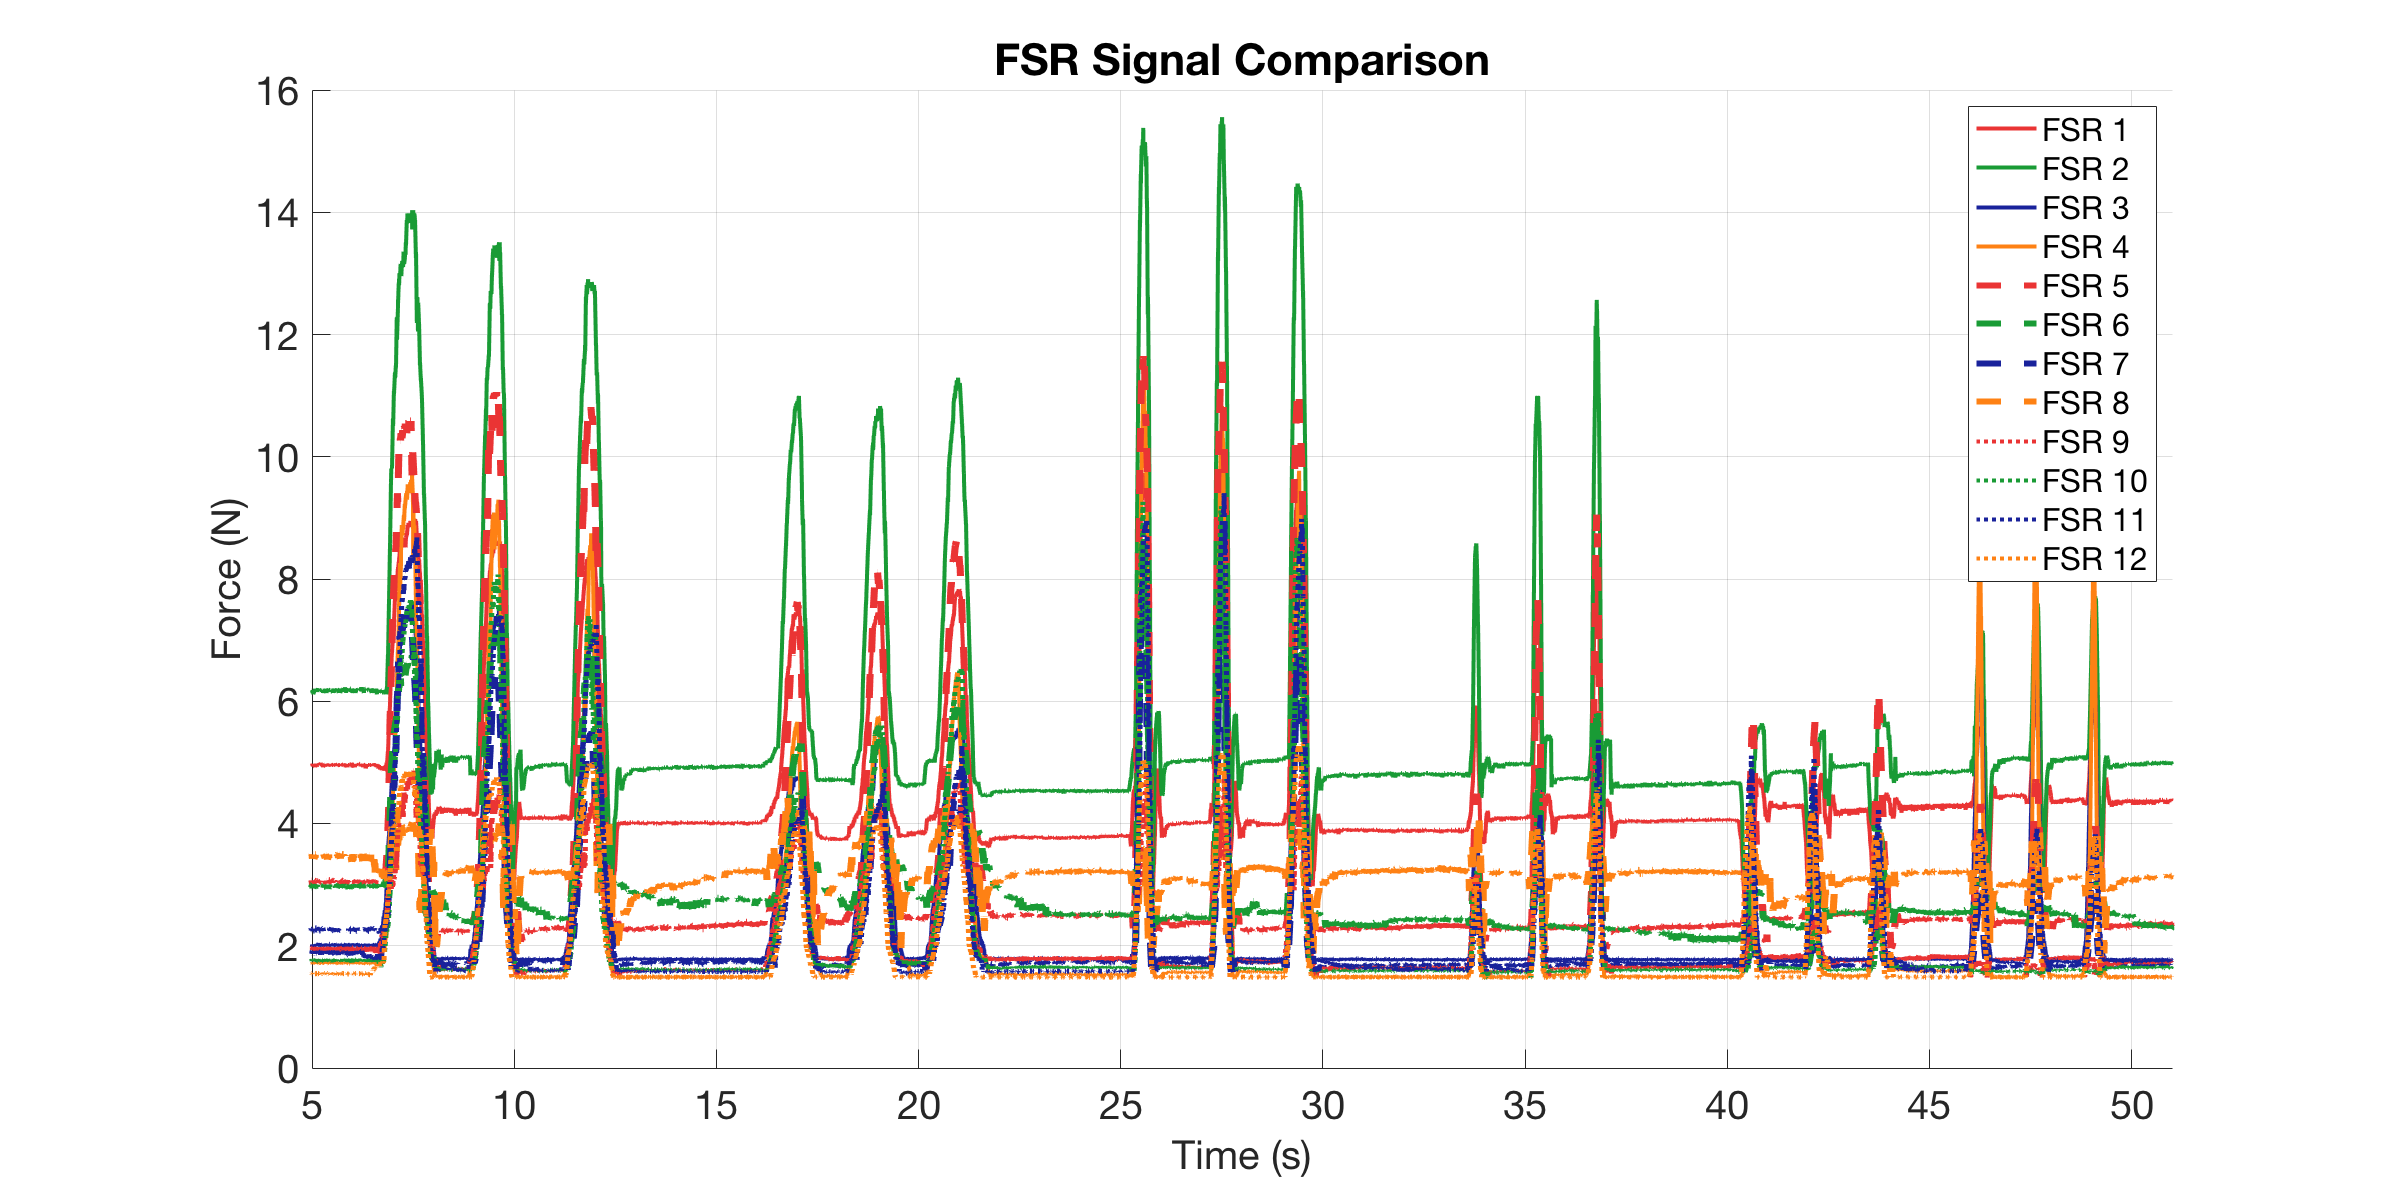 FSR Signal Comparison
16
14
12
10
8
6
4
2
0
Force (N)
5 10 15 20 25 30 35 40 45 50
Time (s)
FSR 1
FSR 2
FSR 3
FSR 4
FSR 5
FSR 6
FSR 7
FSR 8
FSR 9
FSR 10
FSR 11
FSR 12